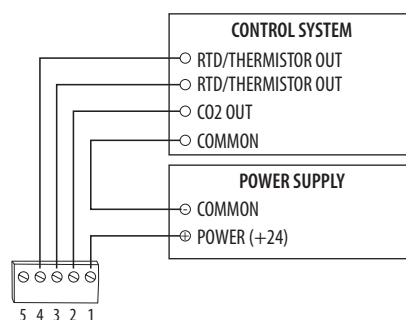 CONTROL SYSTEM
RTD/THERMISTOR OUT
RTD/THERMISTOR OUT
CO2 OUT
COMMON
POWER SUPPLY
- COMMON
+ POWER (+24)
5 4 3 2 1